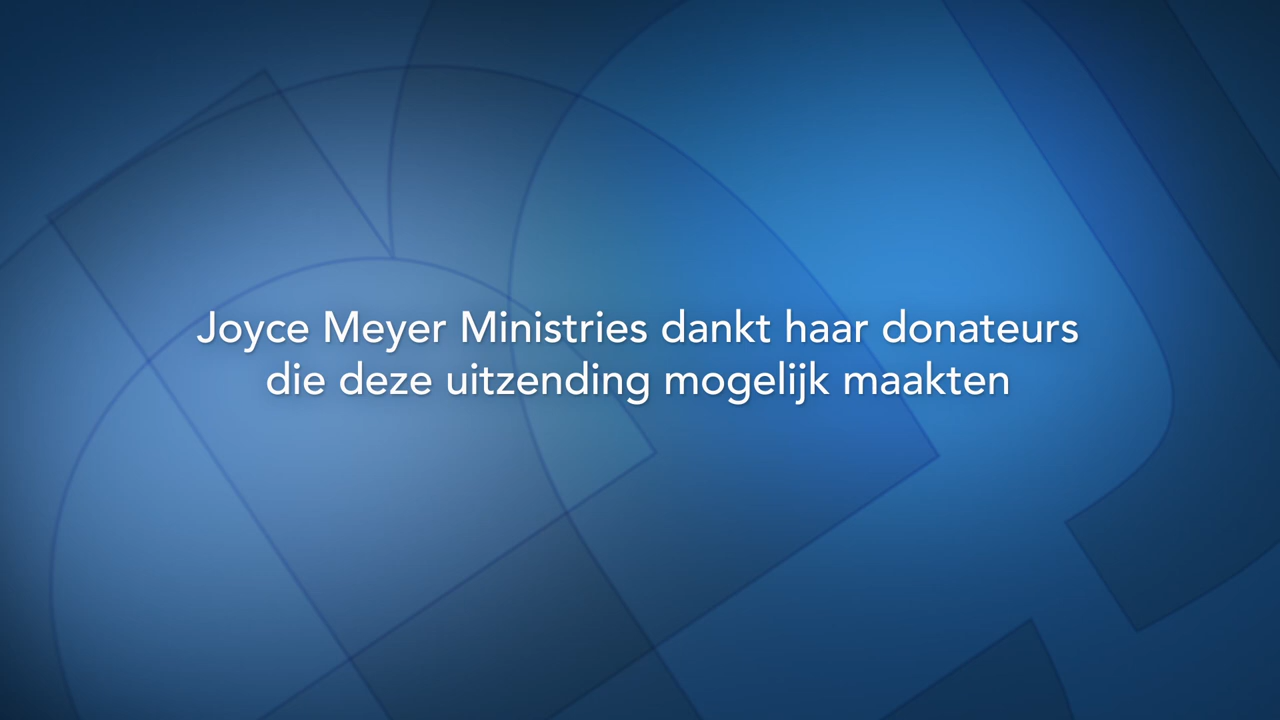 Joyce Meyer Ministries dankt haar donateurs
die deze uitzending mogelijk maakten